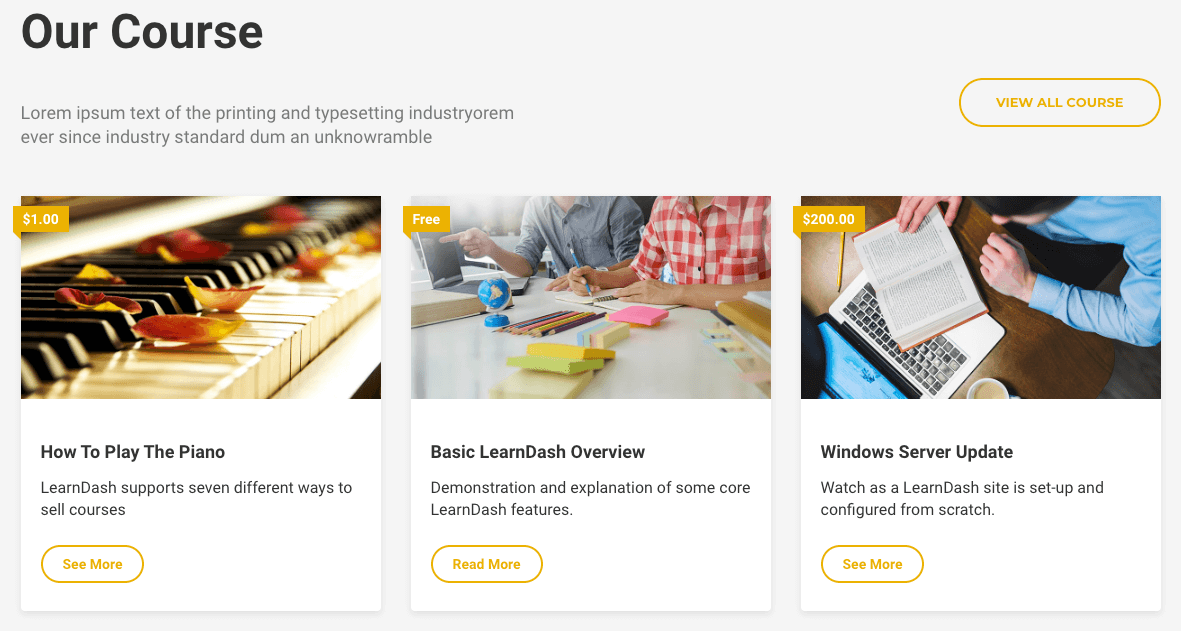 Our Course
Lorem ipsum text of the printing and typesetting industryorem
ever since industry standard dum an unknowramble
VIEW ALL COURSE
$1.00
How To Play The Piano
LearnDash supports seven different ways to
sell courses
See More
Free
Basic LearnDash Overview
Demonstration and explanation of some core
LearnDash features.
Read More
$200.00
Windows Server Update
Watch as a LearnDash site is set-up and
configured from scratch.
See More